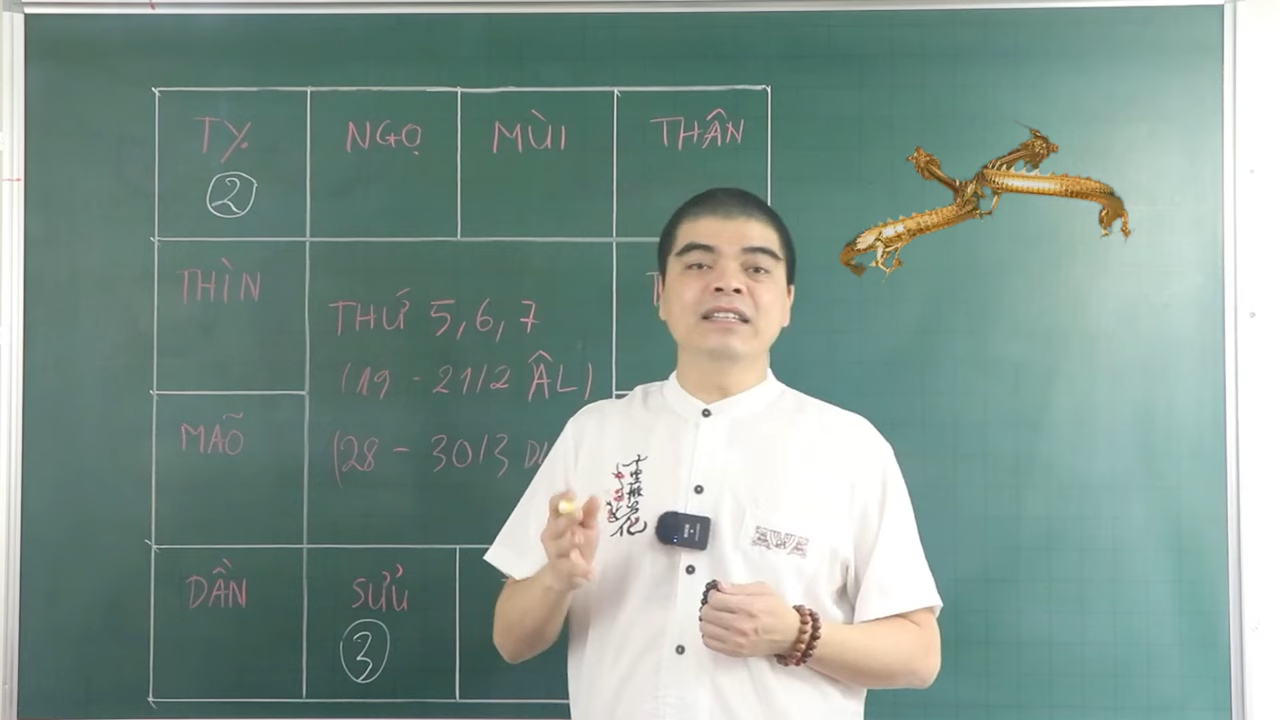 TỴ NGỌ MÙI THÂN
2
THÌN
THỨ 5, 6, 7
(19 - 21/2 ÂL)
MÃO
(28 - 30/3
DẦN SỬU
3